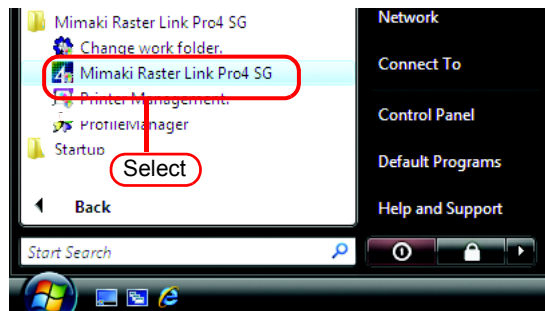 Mimaki Raster Link Pro4 SG
Change work folder.
Mimaki Raster Link Pro4 SG
Printer Management.
ProfileManager
Startup
Select
Back
Start Search
Network
Connect To
Control Panel
Default Programs
Help and Support